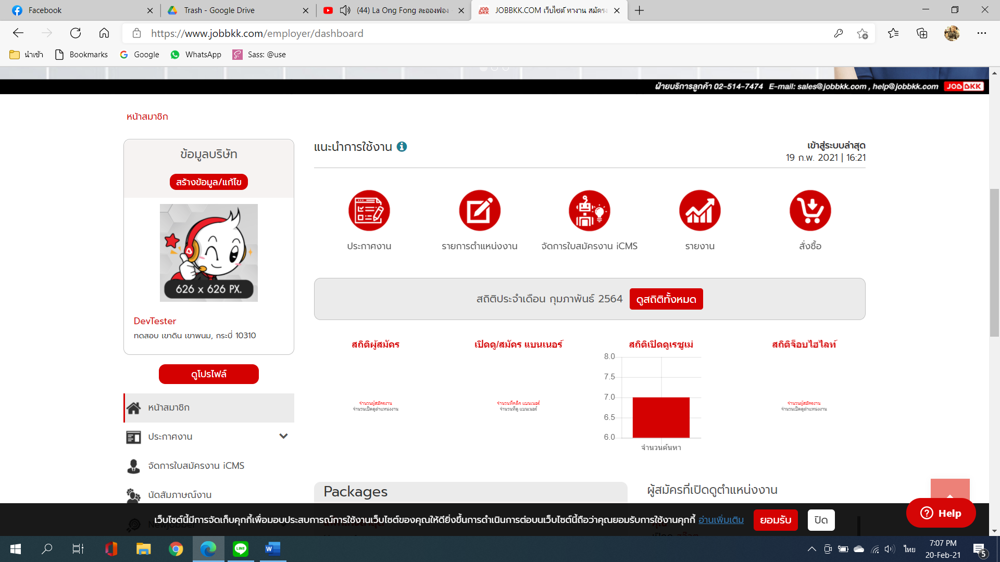 Facebook
Trash - Google Drive
(44) La Ong Fong ละอองฟอง
JOBBKK.COM เว็บไซต์ หางาน สมัครง
https://www.jobbkk.com/employer/dashboard
นำเข้า
Bookmarks
Google
WhatsApp
Sass: @use
ฝ่ายบริการลูกค้า 02-514-7474 E-mail: sales@jobbkk.com , help@jobbkk.com JOBBKK
หน้าสมาชิก
ข้อมูลบริษัท
สร้างข้อมูล/แก้ไข
626 x 626 PX.
DevTester
ทดสอบ เขาดิน เขาพนม, กระบี่ 10310
ดูโปรไฟล์
หน้าสมาชิก
ประกาศงาน
จัดการใบสมัครงาน iCMS
นัดสัมภาษณ์งาน
Newjobber
แนะนำการใช้งาน
เข้าสู่ระบบล่าสุด
19 ก.พ. 2021 | 16:21
ประกาศงาน
รายการตำแหน่งงาน
จัดการใบสมัครงาน iCMS
รายงาน
สั่งซื้อ
สถิติประจำเดือน กุมภาพันธ์ 2564
ดูสถิติทั้งหมด
สถิติผู้สมัคร
เปิดดู/สมัคร แบนเนอร์
สถิติเปิดดูเรซูเม่
สถิติจ็อบไฮไลท์
จำนวนผู้สมัครงาน
จำนวนเปิดดูตำแหน่งงาน
จำนวนที่คลิก แบนเนอร์
จำนวนที่ดู แบนเนอร์
8.0
7.5
7.0
6.5
6.0
จำนวนค้นหา
จำนวนผู้สมัครงาน
จำนวนเปิดดูตำแหน่งงาน
Packages
ผู้สมัครที่เปิดดูตำแหน่งงาน
เว็บไซต์นี้มีการจัดเก็บคุกกี้เพื่อมอบประสบการณ์การใช้งานเว็บไซต์ของคุณให้ดียิ่งขึ้นการดำเนินการต่อบนเว็บไซต์นี้ถือว่าคุณยอมรับการใช้งานคุกกี้ อ่านเพิ่มเติม
ยอมรับ
ปิด
Help
ไทย
7:07 PM
20-Feb-21
5